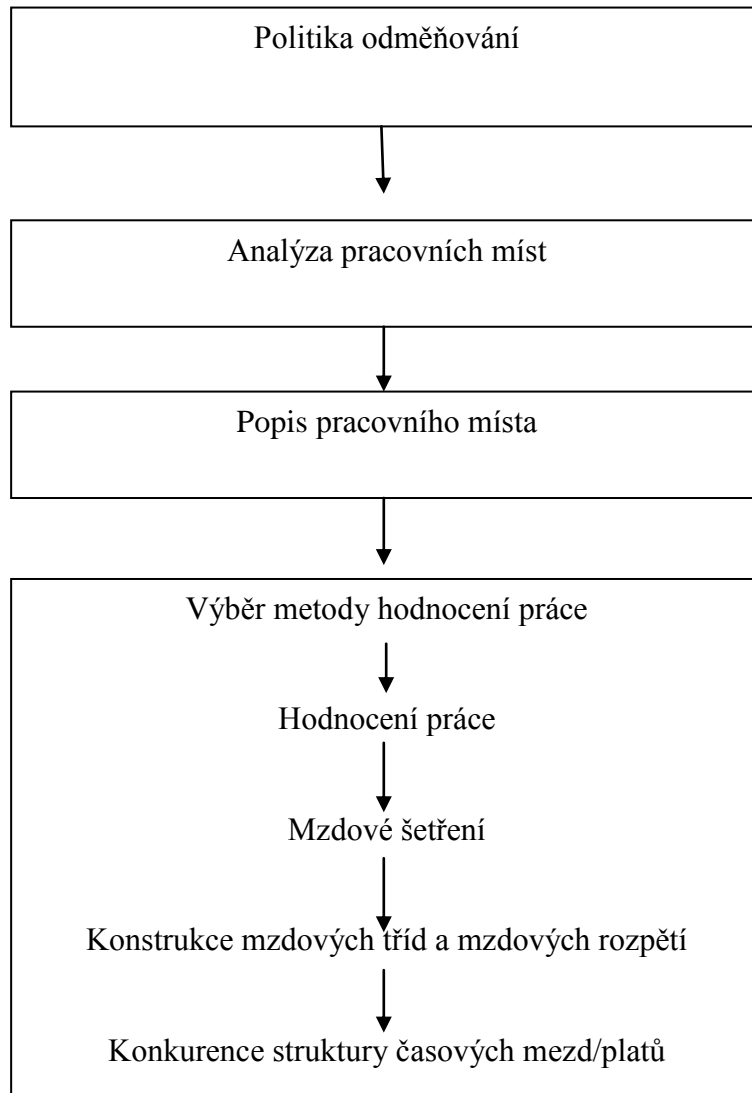 Politika odměňování
Analýza pracovních míst
Popis pracovního místa
Výběr metody hodnocení práce
Hodnocení práce
Mzdové šetření
Konstrukce mzdových tříd a mzdových rozpětí
Konkurence struktury časových mezd/platů